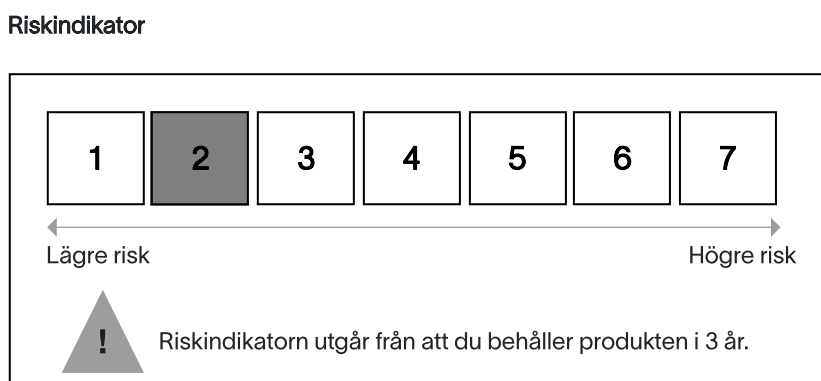 Riskindikator
1 2 3 4 5 6 7
Lägre risk Högre risk
! Riskindikatorn utgår från att du behåller produkten i 3 år.